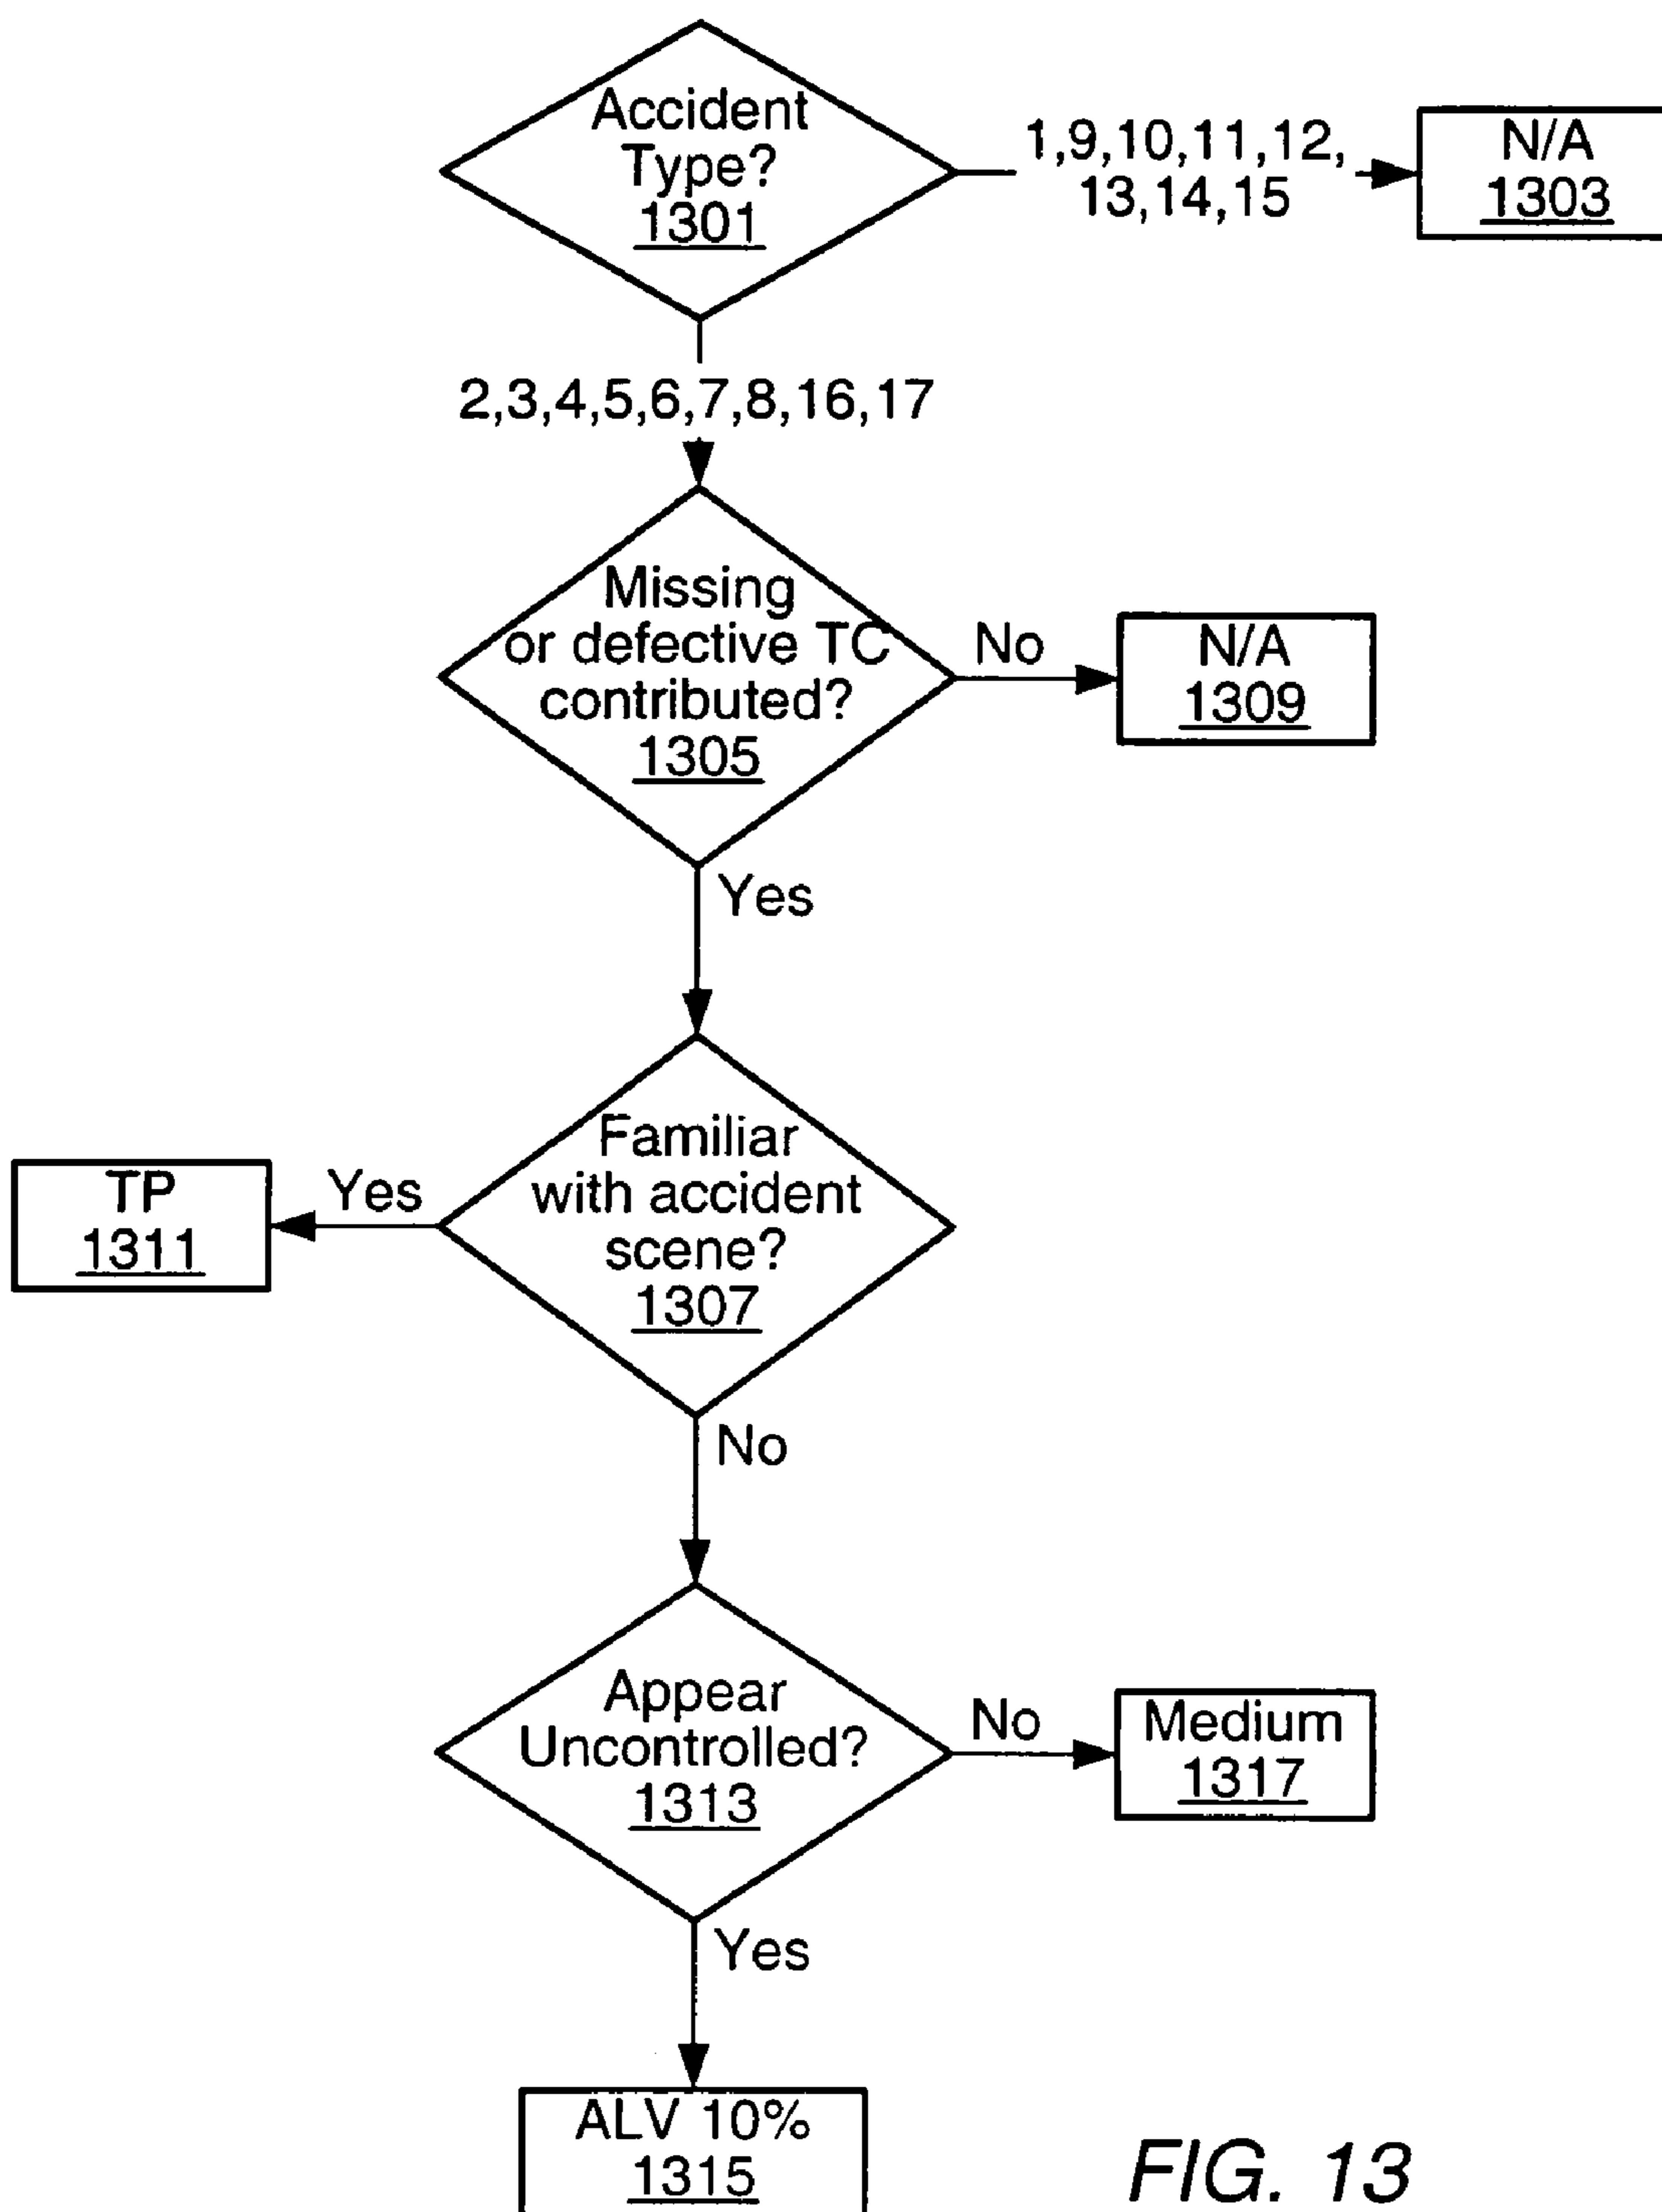 Accident
Type?
1301
1,9,10,11,12,
13,14,15
N/A
1303
2,3,4,5,6,7,8,16,17
Missing
or defective TC
contributed?
1305
No
N/A
1309
Yes
Familiar
with accident
scene?
1307
Yes
TP
1311
No
Appear
Uncontrolled?
1313
No
Medium
1317
Yes
ALV 10%
1315
FIG. 13